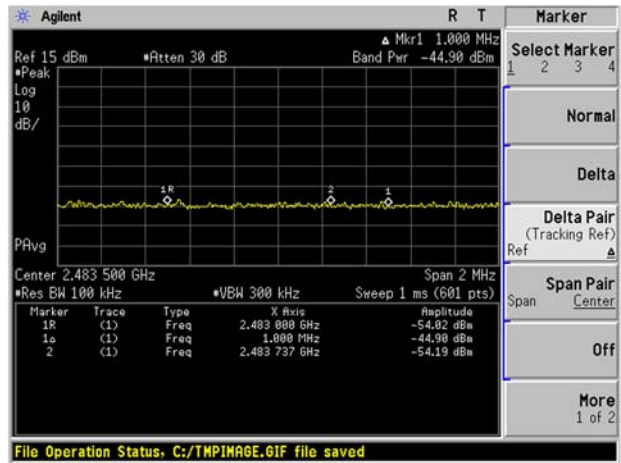 Agilent R T Marker
Δ Mkr1 1.000 MHz
Ref 15 dBm #Atten 30 dB Band Pwr -44.90 dBm
#Peak
Log
10
dB/
1R 2 1
PAvg
Center 2.483 500 GHz Span 2 MHz
#Res BW 100 kHz #VBW 300 kHz Sweep 1 ms (601 pts)
Marker Trace Type X Axis Amplitude
1R (1) Freq 2.483 000 GHz -54.02 dBm
1Δ (1) Freq 1.000 MHz -44.90 dBm
2 (1) Freq 2.483 737 GHz -54.19 dBm
File Operation Status, C:/TMPIMAGE.GIF file saved
Select Marker
1 2 3 4
Normal
Delta
Delta Pair
(Tracking Ref)
Ref Δ
Span Pair
Span Center
Off
More
1 of 2